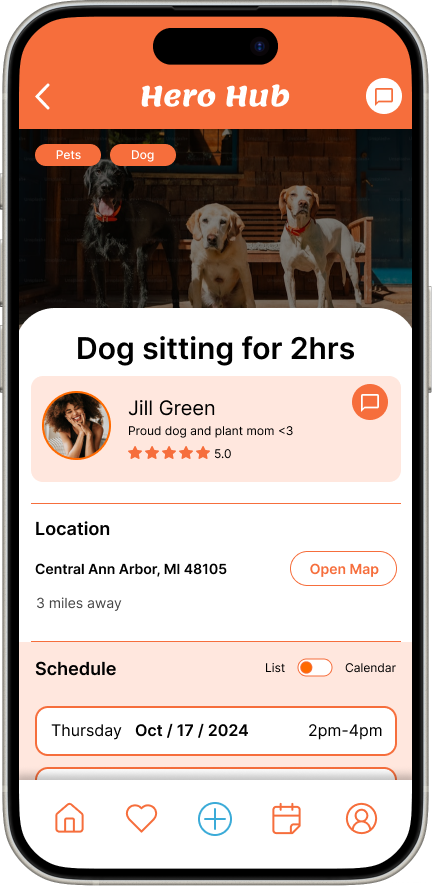 Hero Hub
Pets Dog
Dog sitting for 2hrs
Jill Green
Proud dog and plant mom <3
5.0
Location
Central Ann Arbor, MI 48105
Open Map
3 miles away
Schedule
List Calendar
Thursday Oct / 17 / 2024 2pm-4pm